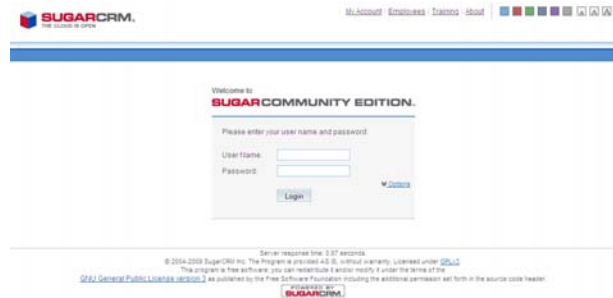 SUGARCRM.
THE CLOUD IS OPEN
My Account | Employees | Training | About
A A A
Welcome to
SUGARCOMMUNITY EDITION.
Please enter your user name and password.
User Name:
Password:
Options
Login
Server response time: 0.87 seconds.
© 2004-2009 SugarCRM Inc. The Program is provided AS IS, without warranty. Licensed under GPLv3.
This program is free software; you can redistribute it and/or modify it under the terms of the
GNU General Public License version 3 as published by the Free Software Foundation including the additional permission set forth in the source code header.
POWERED BY
SUGARCRM.